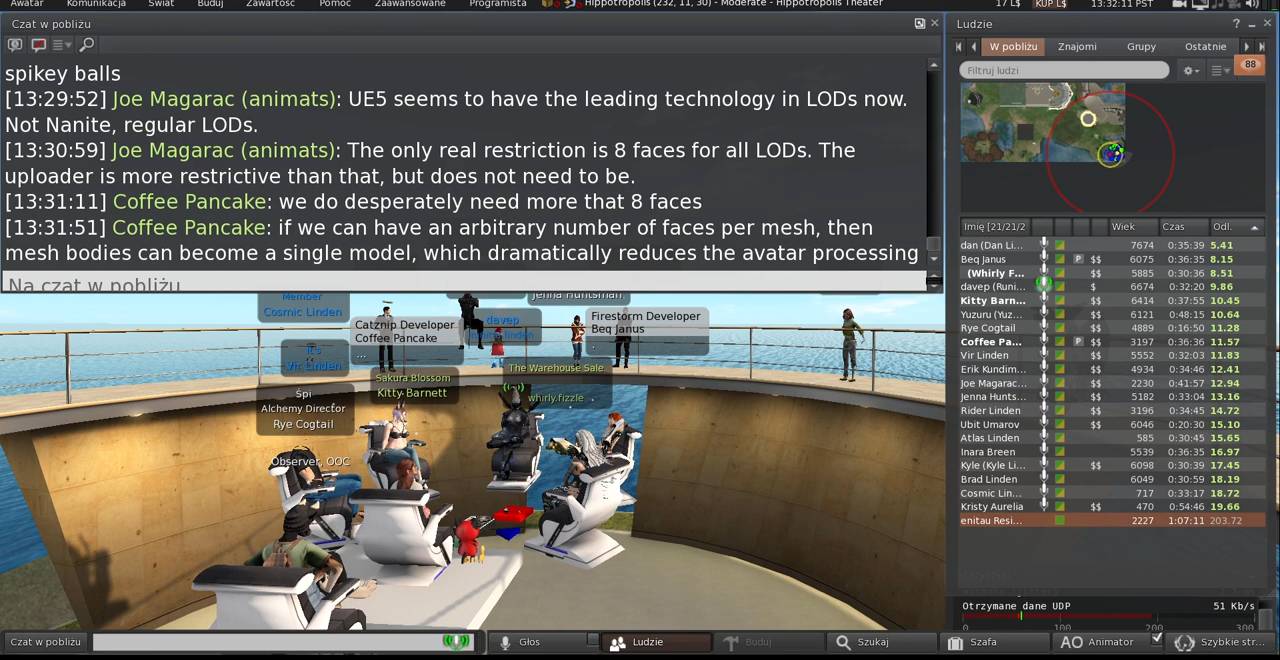 Awatar Komunikacja Świat Buduj Zawartość Pomoc Zaawansowane Programista Hippotropolis (232, 11, 30) - Moderate - Hippotropolis Theater 17 L$ KUP L$ 13:32:11 PST
Czat w pobliżu
spikey balls
[13:29:52] Joe Magarac (animats): UE5 seems to have the leading technology in LODs now.
Not Nanite, regular LODs.
[13:30:59] Joe Magarac (animats): The only real restriction is 8 faces for all LODs. The
uploader is more restrictive than that, but does not need to be.
[13:31:11] Coffee Pancake: we do desperately need more that 8 faces
[13:31:51] Coffee Pancake: if we can have an arbitrary number of faces per mesh, then
mesh bodies can become a single model, which dramatically reduces the avatar processing
Na czat w pobliżu
Member
Cosmic Linden
Jenna Huntsman
Catznip Developer
Coffee Pancake
...
davep
Firestorm Developer
Beq Janus
.
It's
Vir Linden
Sakura Blossom
Kitty Barnett
The Warehouse Sale
whirly.fizzle
Śpi
Alchemy Director
Rye Cogtail
Observer, OOC
Ludzie
W pobliżu Znajomi Grupy Ostatnie
Filtruj ludzi
88
Imię [21/21/2 Wiek Czas Odl.
dan (Dan Li... 7674 0:35:39 5.41
Beq Janus P $$ 6075 0:36:35 8.15
(Whirly F... $$ 5885 0:30:36 8.51
davep (Runi... $ 6674 0:32:20 9.86
Kitty Barn... $$ 6414 0:37:55 10.45
Yuzuru (Yuz... $$ 6121 0:48:15 10.64
Rye Cogtail $$ 4889 0:16:50 11.28
Coffee Pa... P $$ 3197 0:36:36 11.57
Vir Linden $$ 5552 0:32:03 11.83
Erik Kundim... $$ 4934 0:34:46 12.41
Joe Magarac... $$ 2230 0:41:57 12.94
Jenna Hunts... $$ 5182 0:33:04 13.16
Rider Linden $$ 3196 0:34:45 14.72
Ubit Umarov $$ 6046 0:20:30 15.10
Atlas Linden 585 0:30:45 15.65
Inara Breen 5539 0:36:35 16.97
Kyle (Kyle Li... $$ 6098 0:30:39 17.45
Brad Linden 6049 0:30:59 18.19
Cosmic Lin... 717 0:33:17 18.72
Kristy Aurelia $$ 470 0:54:46 19.66
enitau Resi... 2227 1:07:11 203.72
Otrzymane dane UDP 51 Kb/s
0 100 200 300
Czat w pobliżu Głos Ludzie Buduj Szukaj Szafa AO Animator Szybkie str...